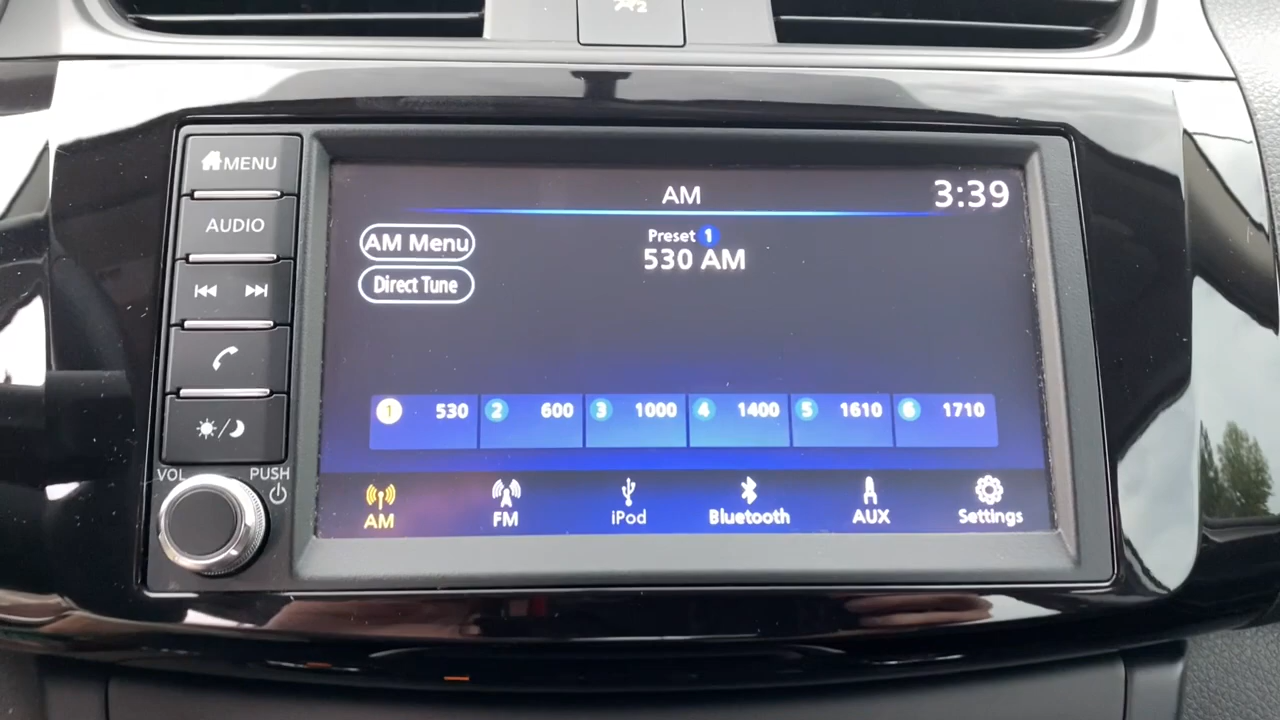 MENU
AUDIO
VOL
PUSH
AM
3:39
AM Menu
Direct Tune
Preset 1
530 AM
1 530
2 600
3 1000
4 1400
5 1610
6 1710
AM
FM
iPod
Bluetooth
AUX
Settings